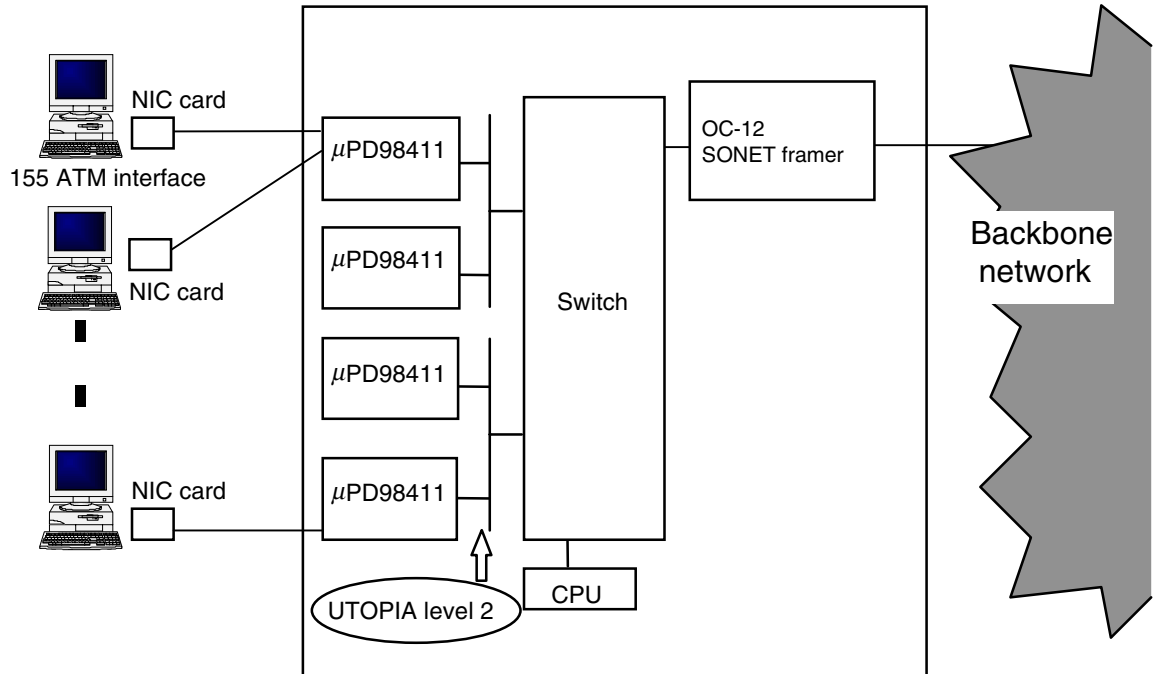 NIC card
155 ATM interface
NIC card
NIC card
μPD98411
μPD98411
μPD98411
μPD98411
UTOPIA level 2
Switch
CPU
OC-12
SONET framer
Backbone
network